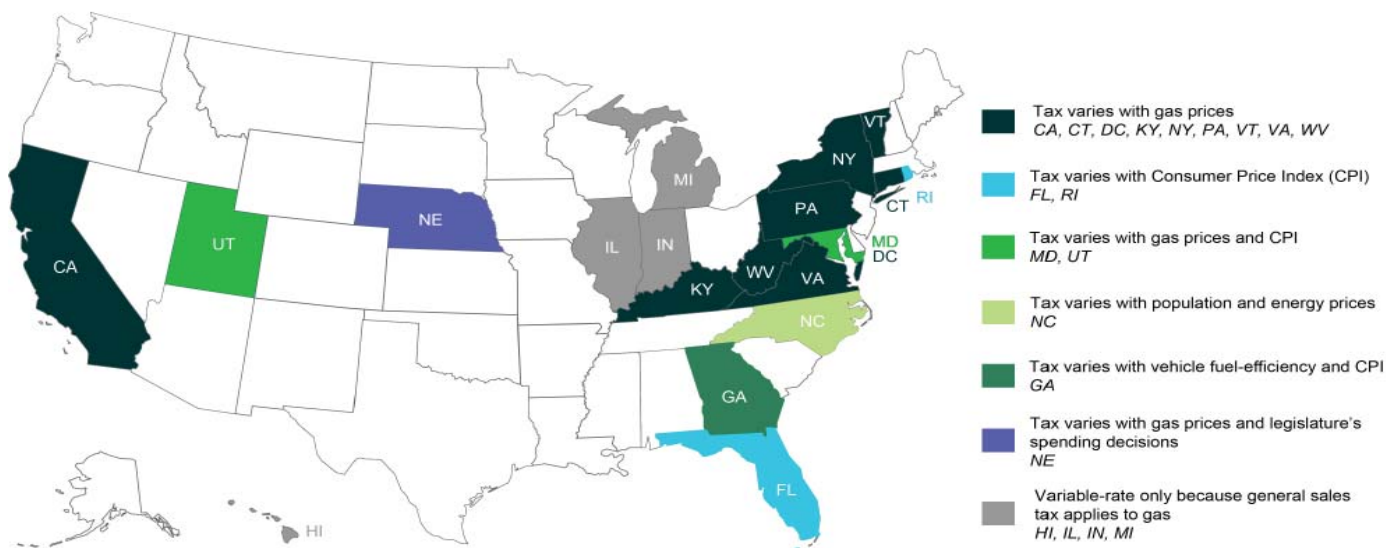 VT
NY
MI
RI
CT
PA
NE
IL
IN
UT
MD
DC
WV
VA
KY
CA
NC
GA
FL
HI
Tax varies with gas prices
CA, CT, DC, KY, NY, PA, VT, VA, WV
Tax varies with Consumer Price Index (CPI)
FL, RI
Tax varies with gas prices and CPI
MD, UT
Tax varies with population and energy prices
NC
Tax varies with vehicle fuel-efficiency and CPI
GA
Tax varies with gas prices and legislature's
spending decisions
NE
Variable-rate only because general sales
tax applies to gas
HI, IL, IN, MI